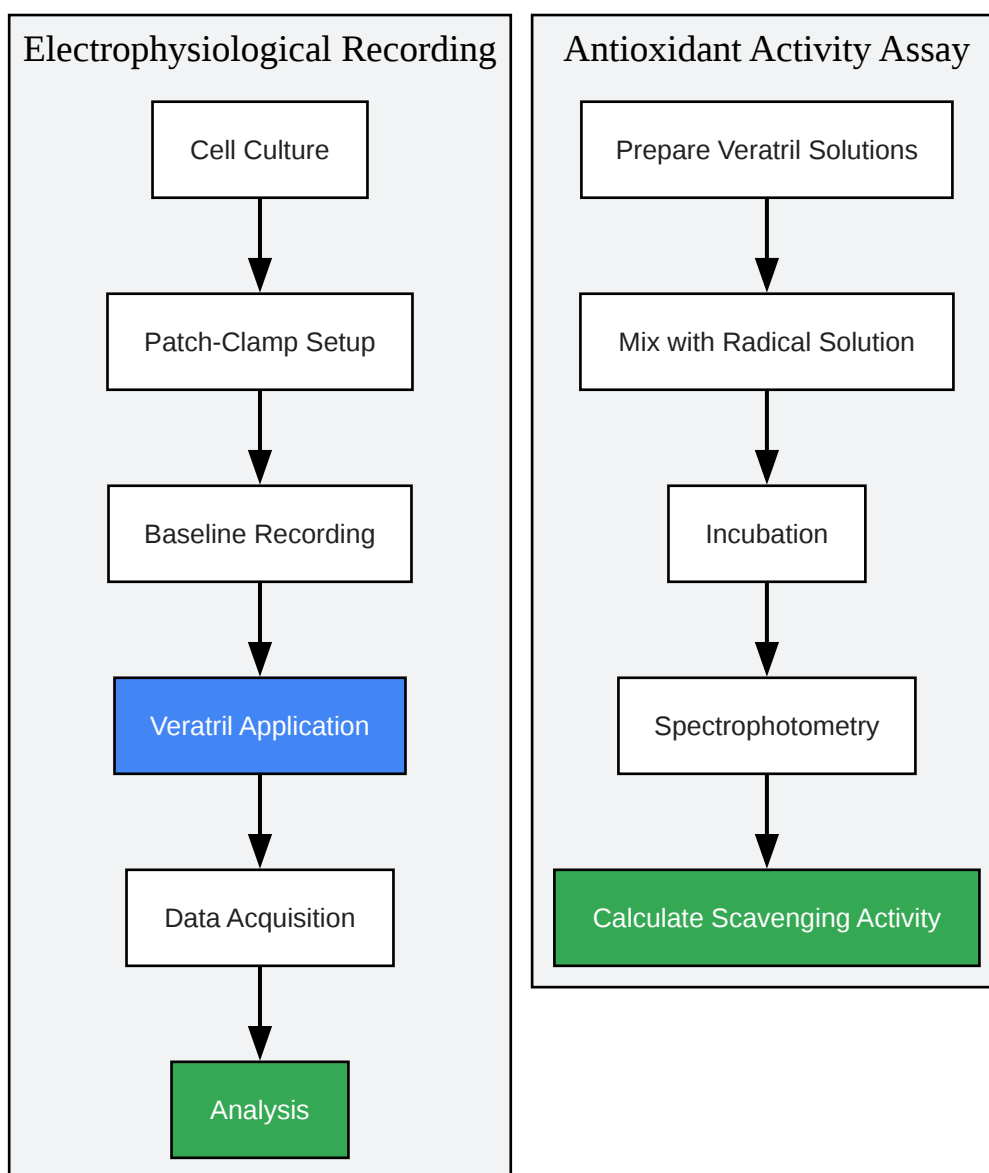 Electrophysiological Recording
Cell Culture
Patch-Clamp Setup
Baseline Recording
Veratril Application
Data Acquisition
Analysis
Antioxidant Activity Assay
Prepare Veratril Solutions
Mix with Radical Solution
Incubation
Spectrophotometry
Calculate Scavenging Activity